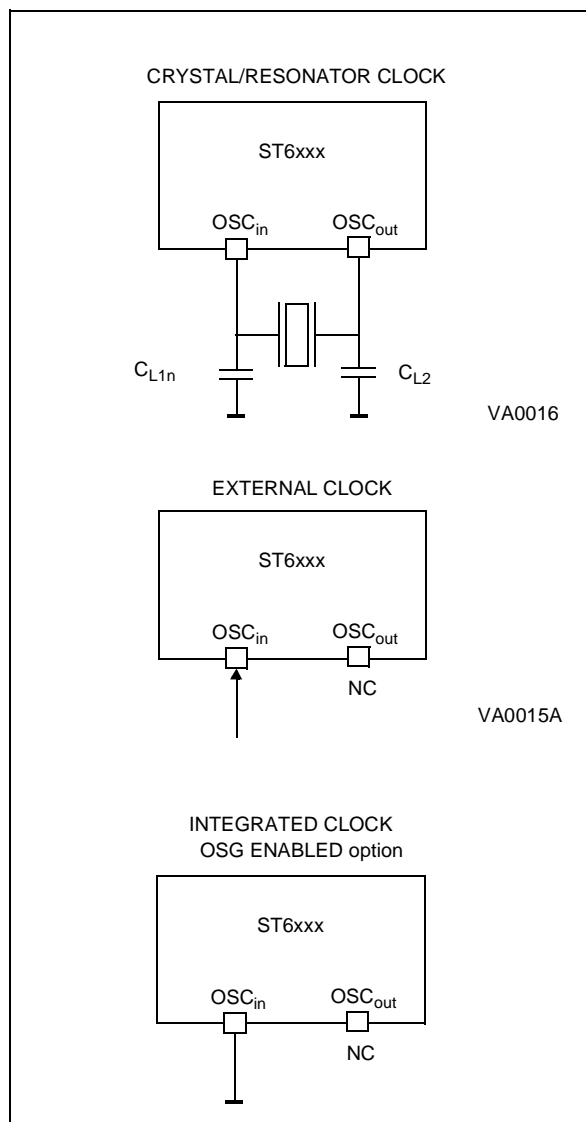 CRYSTAL/RESONATOR CLOCK
ST6xxx
OSCin OSCout
CL1n CL2
VA0016
EXTERNAL CLOCK
ST6xxx
OSCin OSCout
NC
VA0015A
INTEGRATED CLOCK
OSG ENABLED option
ST6xxx
OSCin OSCout
NC